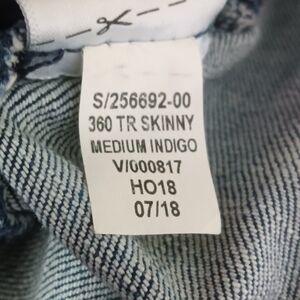 S/256692-00
360 TR SKINNY
MEDIUM INDIGO
V/000817
HO18
07/18